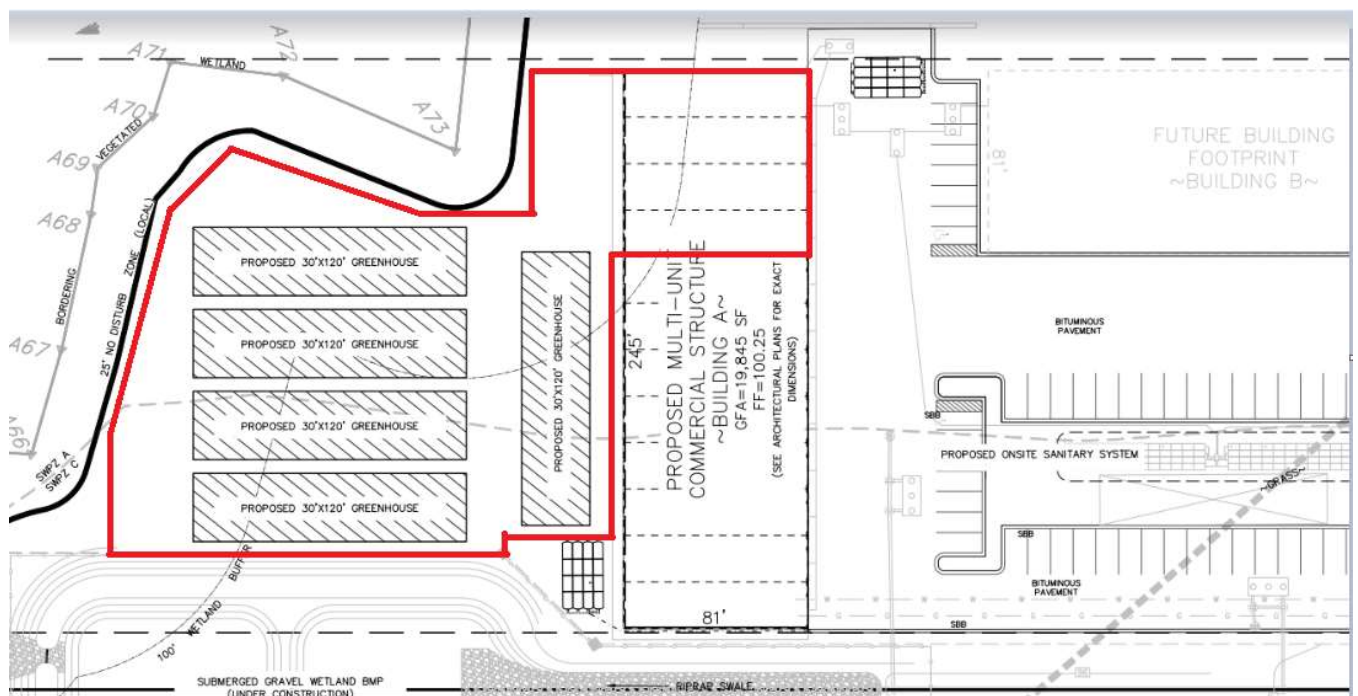 A71
WETLAND
A72
A70
VEGETATED
A73
A69
A68
BORDERING
A67
25' NO DISTURB ZONE (LOCAL)
SWPZ A
SWPZ C
PROPOSED 30'X120' GREENHOUSE
PROPOSED 30'X120' GREENHOUSE
PROPOSED 30'X120' GREENHOUSE
PROPOSED 30'X120' GREENHOUSE
PROPOSED 30'X120' GREENHOUSE
100' WETLAND BUFFER
245'
PROPOSED MULTI-UNIT
COMMERCIAL STRUCTURE
~BUILDING A~
GFA=19,845 SF
FF=100.25
(SEE ARCHITECTURAL PLANS FOR EXACT
DIMENSIONS)
81'
FUTURE BUILDING
FOOTPRINT
~BUILDING B~
81'
BITUMINOUS
PAVEMENT
SBB
PROPOSED ONSITE SANITARY SYSTEM
~GRASS~
SBB
BITUMINOUS
PAVEMENT
SBB
SUBMERGED GRAVEL WETLAND BMP
(UNDER CONSTRUCTION)
RIPRAP SWALE